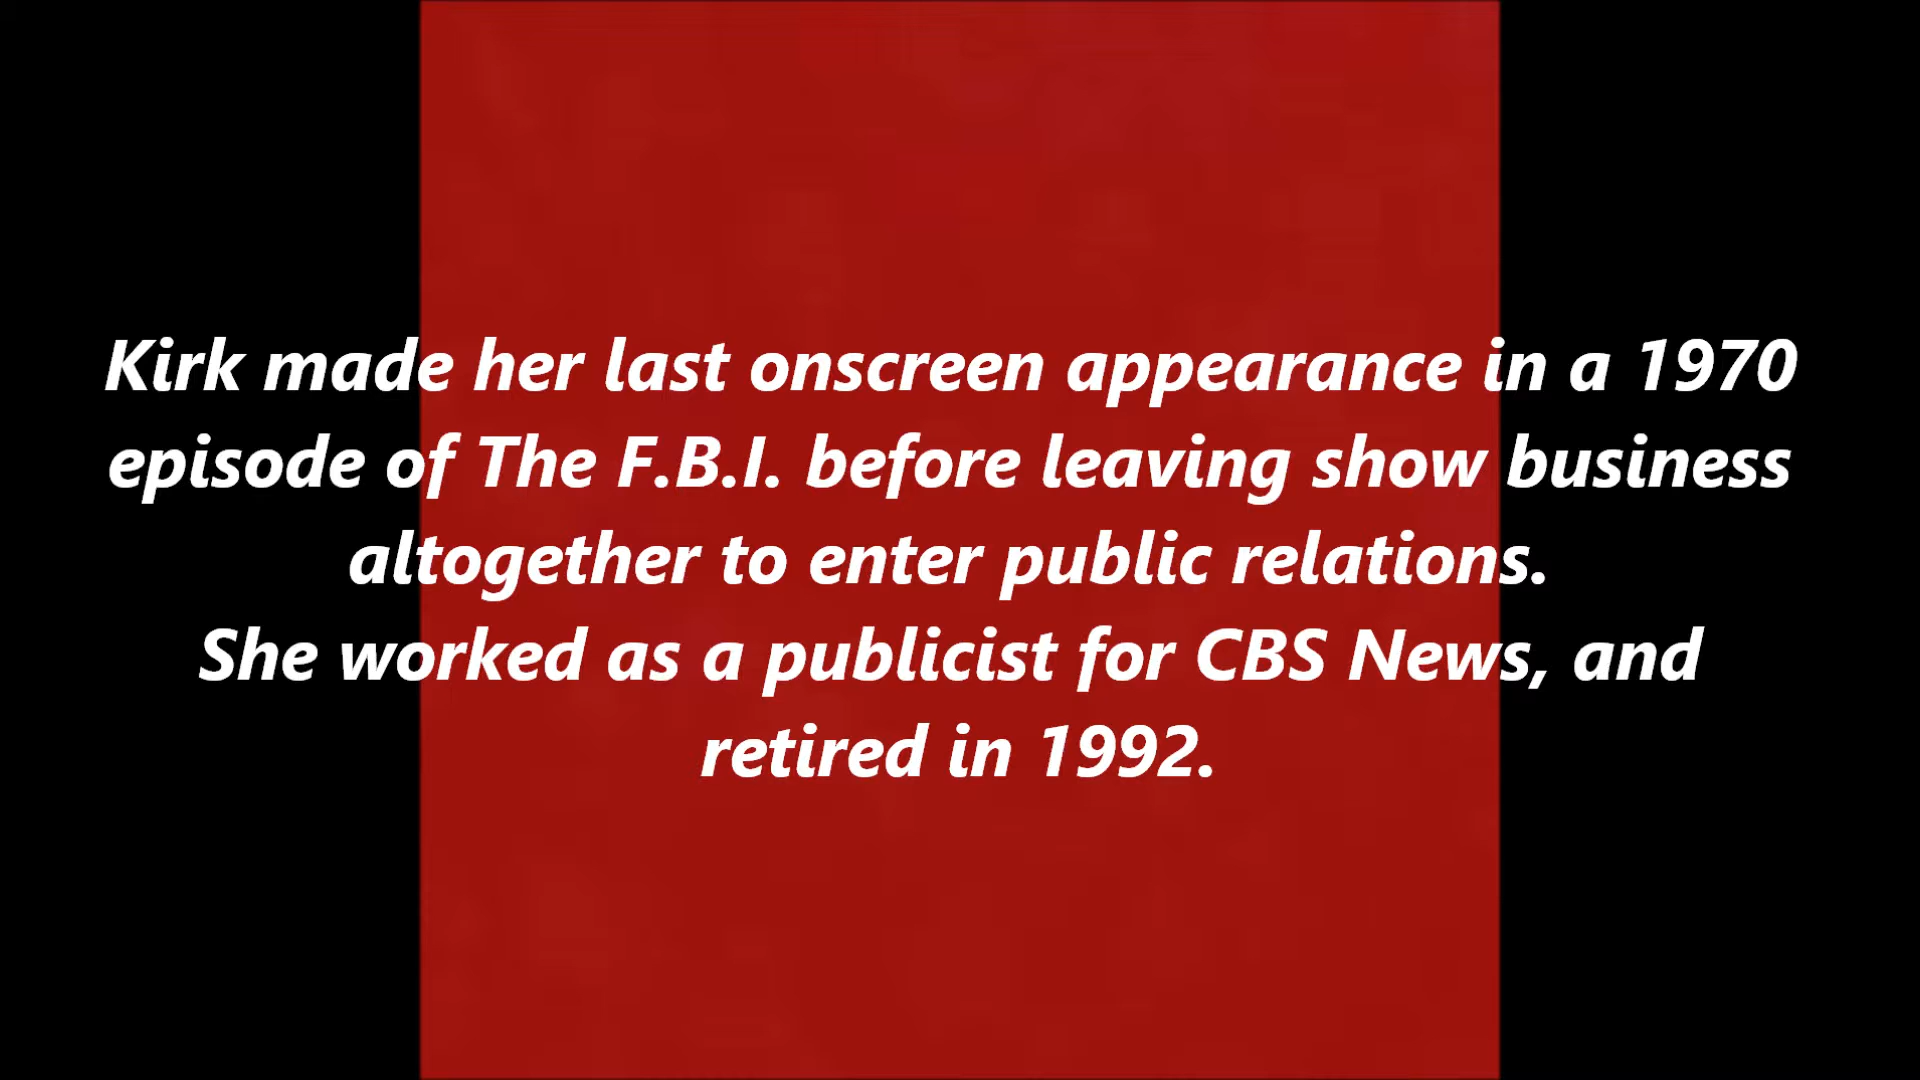 Kirk made her last onscreen appearance in a 1970
episode of The F.B.I. before leaving show business
altogether to enter public relations.
She worked as a publicist for CBS News, and
retired in 1992.